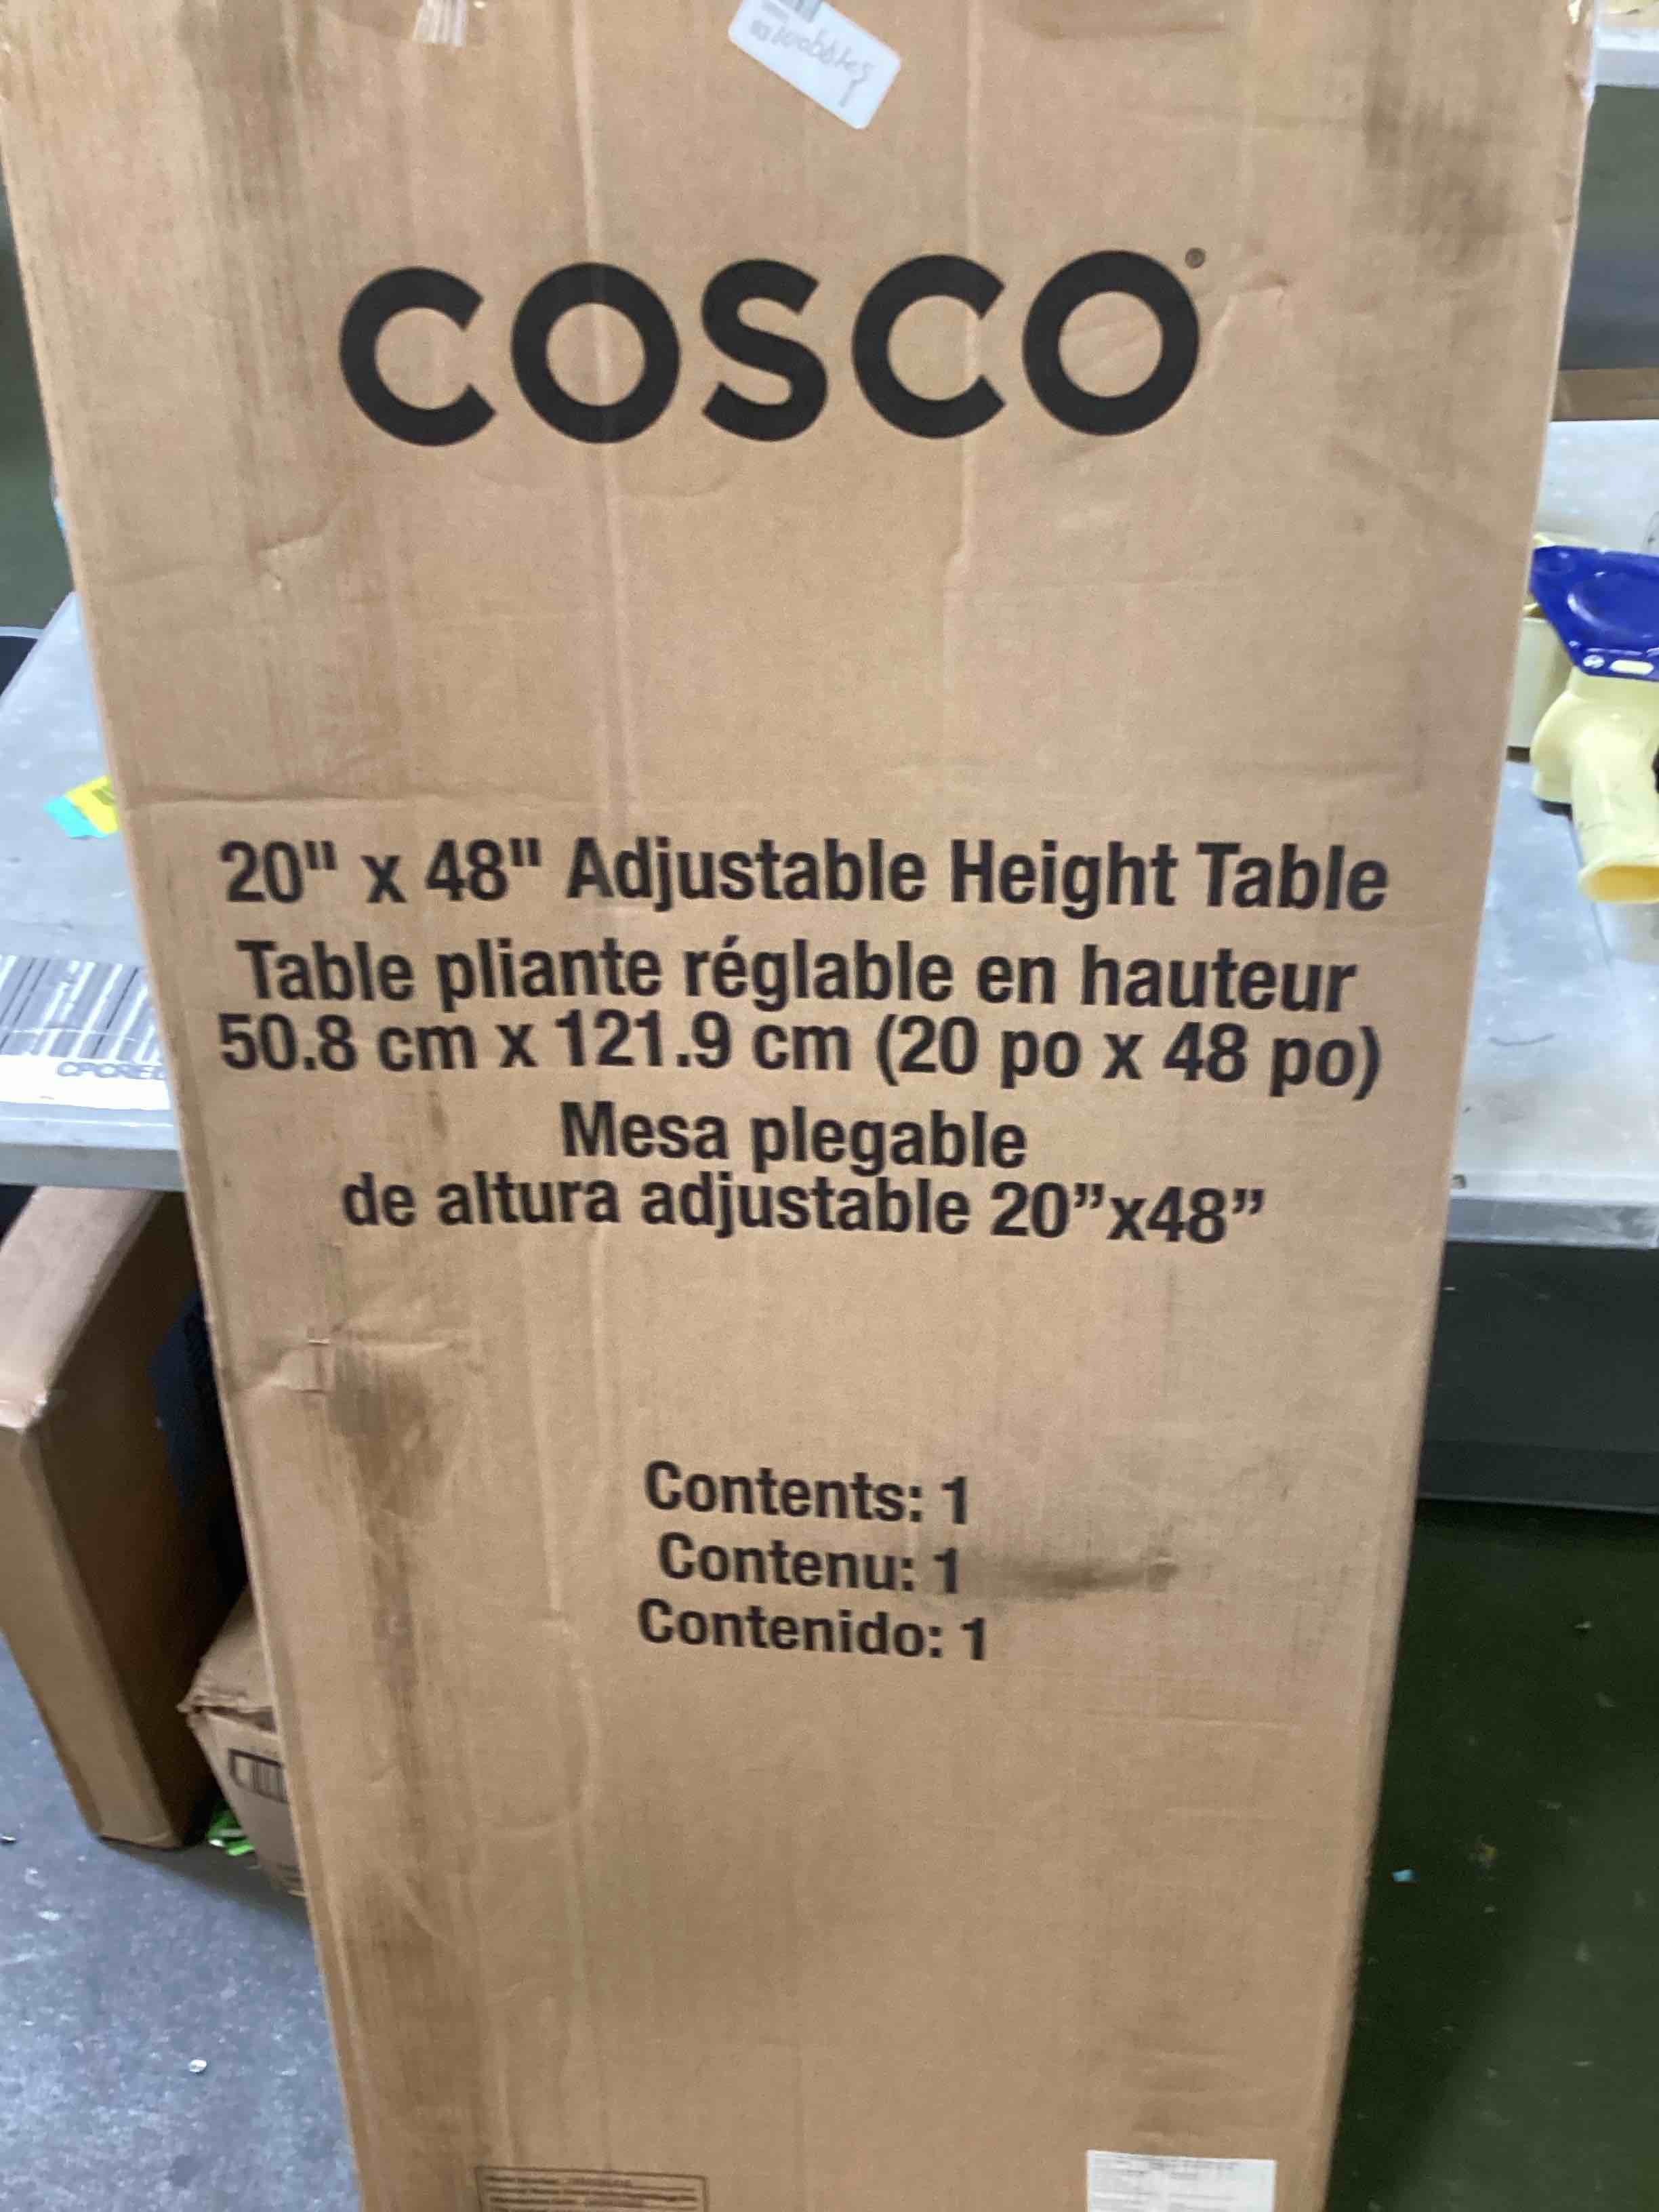 COSCO®
20" x 48" Adjustable Height Table
Table pliante réglable en hauteur
50.8 cm x 121.9 cm (20 po x 48 po)
Mesa plegable
de altura adjustable 20”x48”
Contents: 1
Contenu: 1
Contenido: 1